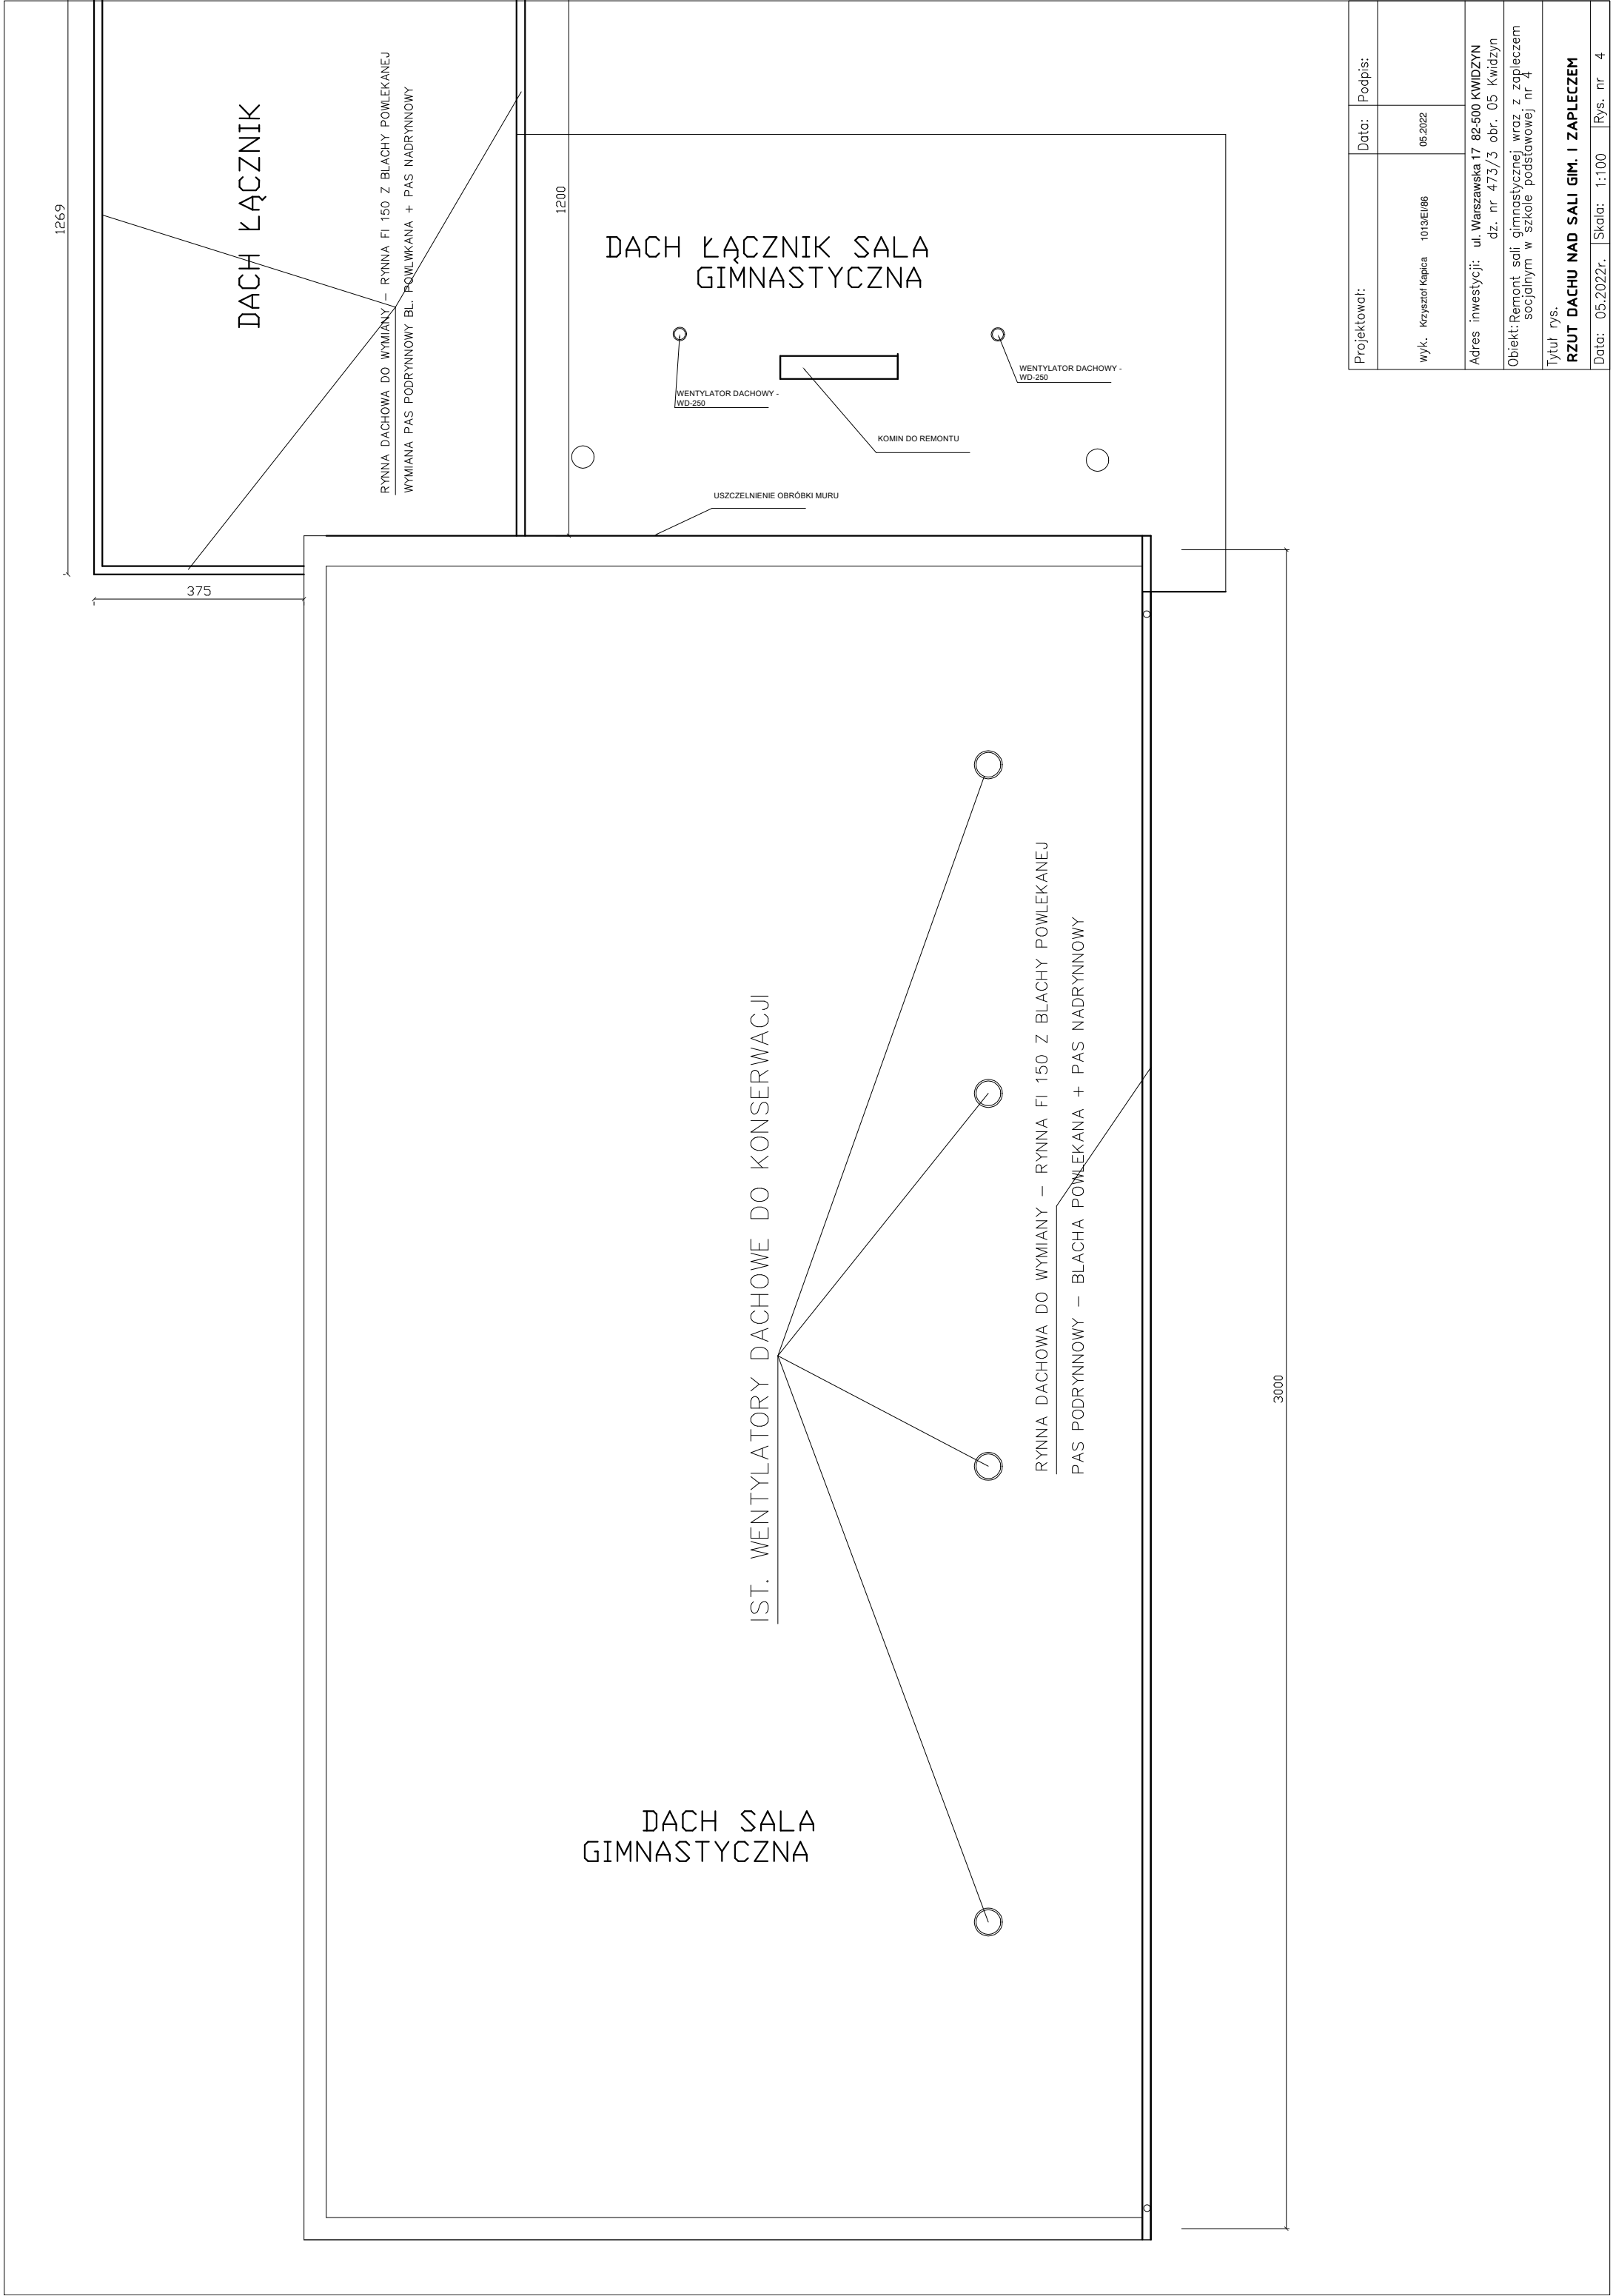 1269
DACH ŁĄCZNIK
RYNNA DACHOWA DO WYMIANY – RYNNA FI 150 Z BLACHY POWLEKANEJ
WYMIANA PAS PODRYNNOWY BL. POWLWKANA + PAS NADRYNNOWY
375
1200
DACH ŁĄCZNIK SALA
GIMNASTYCZNA
WENTYLATOR DACHOWY -
WD-250
WENTYLATOR DACHOWY -
WD-250
KOMIN DO REMONTU
USZCZELNIENIE OBRÓBKI MURU
IST. WENTYLATORY DACHOWE DO KONSERWACJI
RYNNA DACHOWA DO WYMIANY – RYNNA FI 150 Z BLACHY POWLEKANEJ
PAS PODRYNNOWY – BLACHA POWLEKANA + PAS NADRYNNOWY
3000
DACH SALA
GIMNASTYCZNA
Projektował: Data: Podpis:
wyk. Krzysztof Kapica 1013/El/86 05.2022
Adres inwestycji: ul. Warszawska 17 82-500 KWIDZYN
dz. nr 473/3 obr. 05 Kwidzyn
Obiekt: Remont sali gimnastycznej wraz z zapleczem
socjalnym w szkole podstawowej nr 4
Tytuł rys.
RZUT DACHU NAD SALI GIM. I ZAPLECZEM
Data: 05.2022r. Skala: 1:100 Rys. nr 4